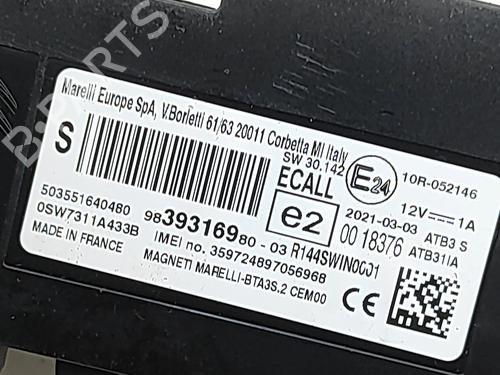 B-PARTS
Marelli Europe SpA, V.Borletti 61/63 20011 Corbetta MI Italy
S
SW 30.142
ECALL
e2
E24
10R-052146
12V 1A
2021-03-03
00 18376
ATB3 S
ATB31IA
503551640480
0SW7311A433B
MADE IN FRANCE
9839316980-03 R144SWIN0001
IMEI no. 359724897056968
MAGNETI MARELLI-BTA3S.2 CEM00
CE